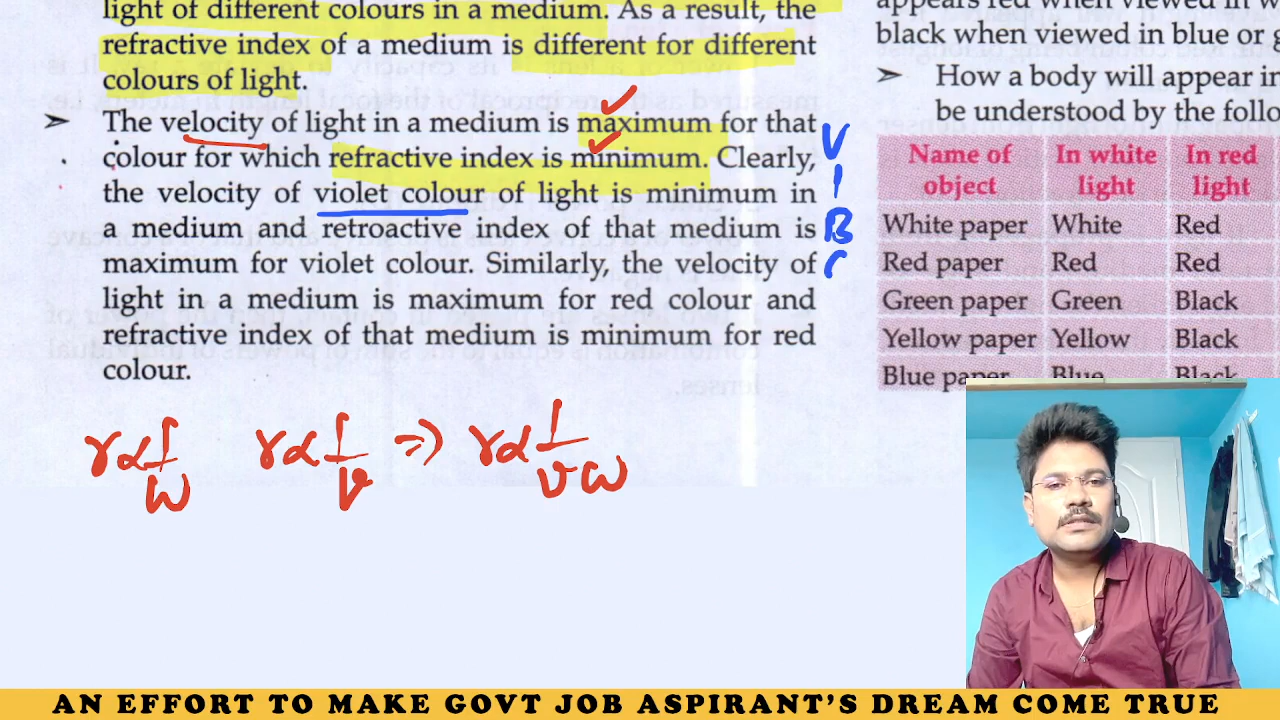 light of different colours in a medium. As a result, the
refractive index of a medium is different for different
colours of light.
➤ The velocity of light in a medium is maximum for that
colour for which refractive index is minimum. Clearly,
the velocity of violet colour of light is minimum in
a medium and retroactive index of that medium is
maximum for violet colour. Similarly, the velocity of
light in a medium is maximum for red colour and
refractive index of that medium is minimum for red
colour.
V
I
B
r∝1/ω r∝1/v ⇒ r∝1/vω
black when viewed in blue or
➤ How a body will appear in
be understood by the
Name of object In white light In red light
White paper White Red
Red paper Red Red
Green paper Green Black
Yellow paper Yellow Black
Blue paper Blue Black
AN EFFORT TO MAKE GOVT JOB ASPIRANT'S DREAM COME TRUE